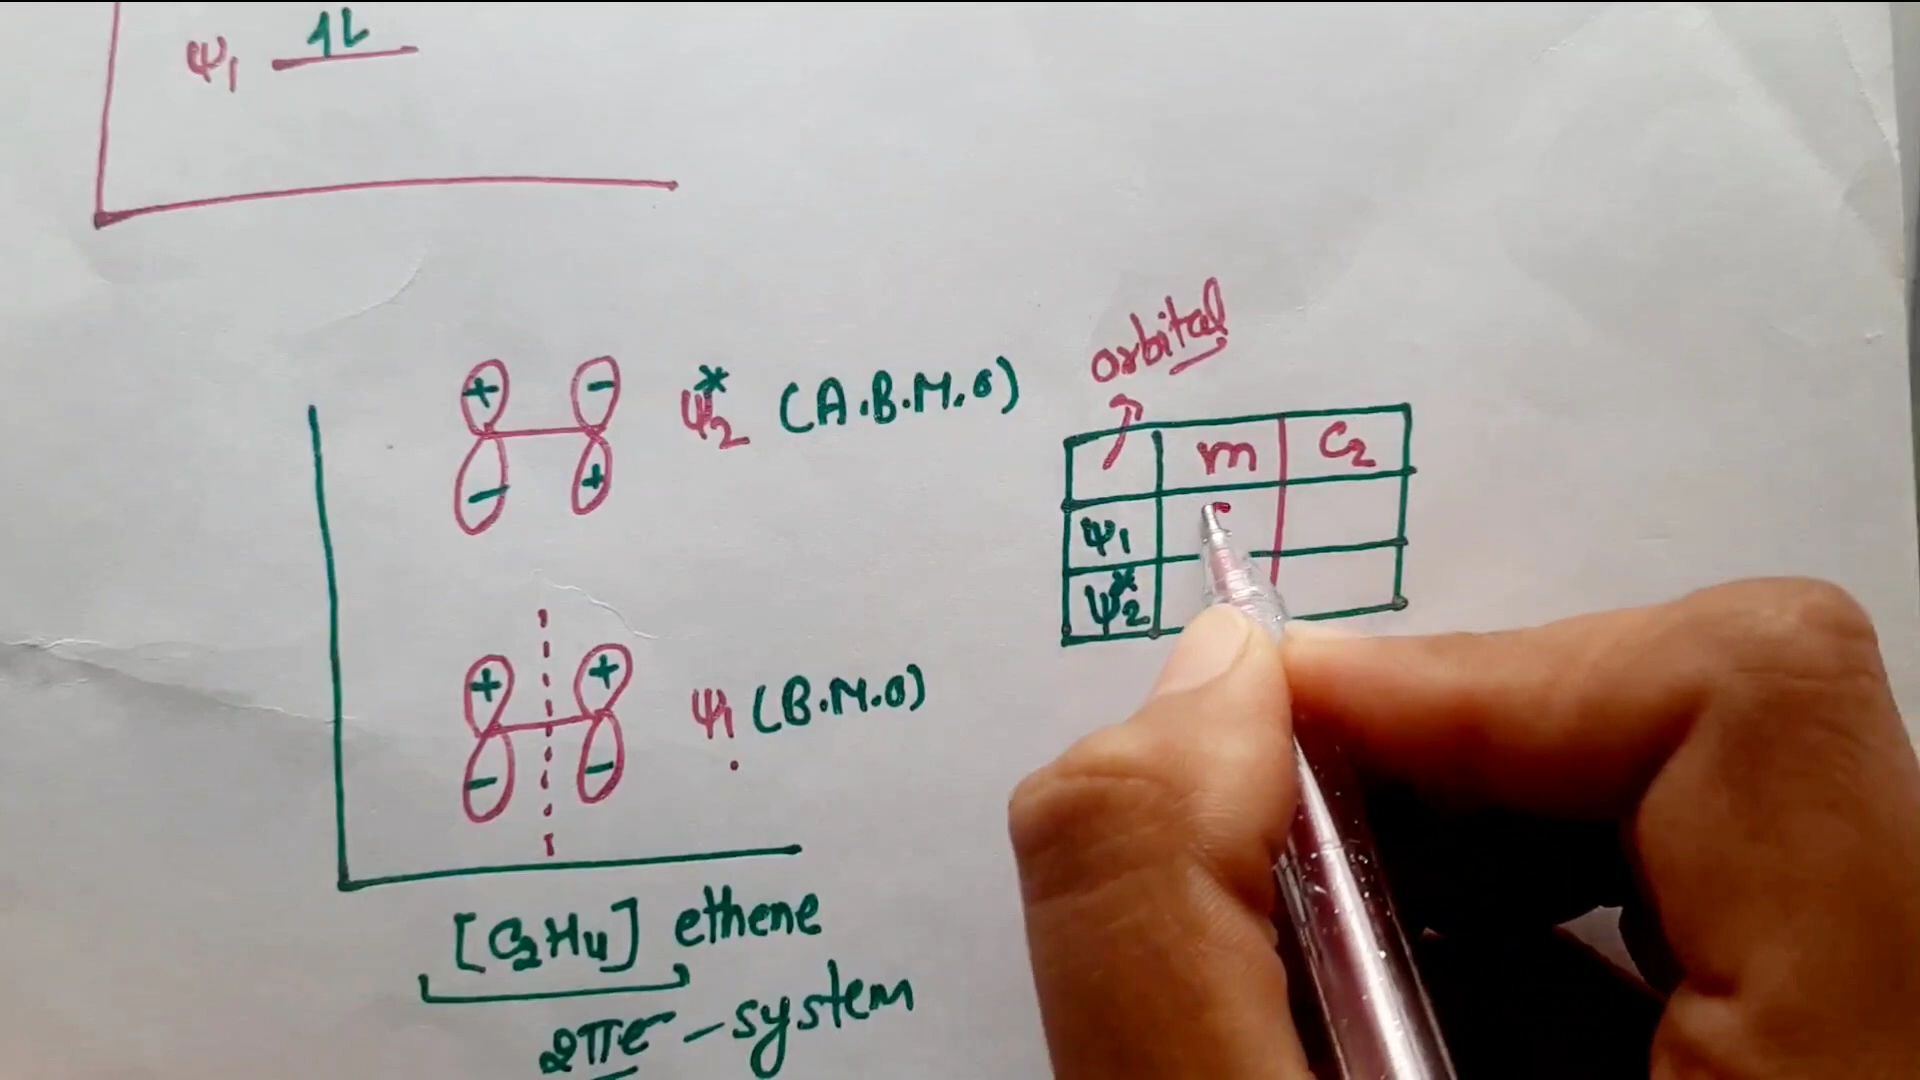 ψ₁ 1L
orbital
+ - ψ₂* (A.B.M.O)
- +
m C₂
ψ₁
ψ₂*
+ + ψ₁ (B.M.O)
- -
[C₂H₄] ethene
2πe⁻-system